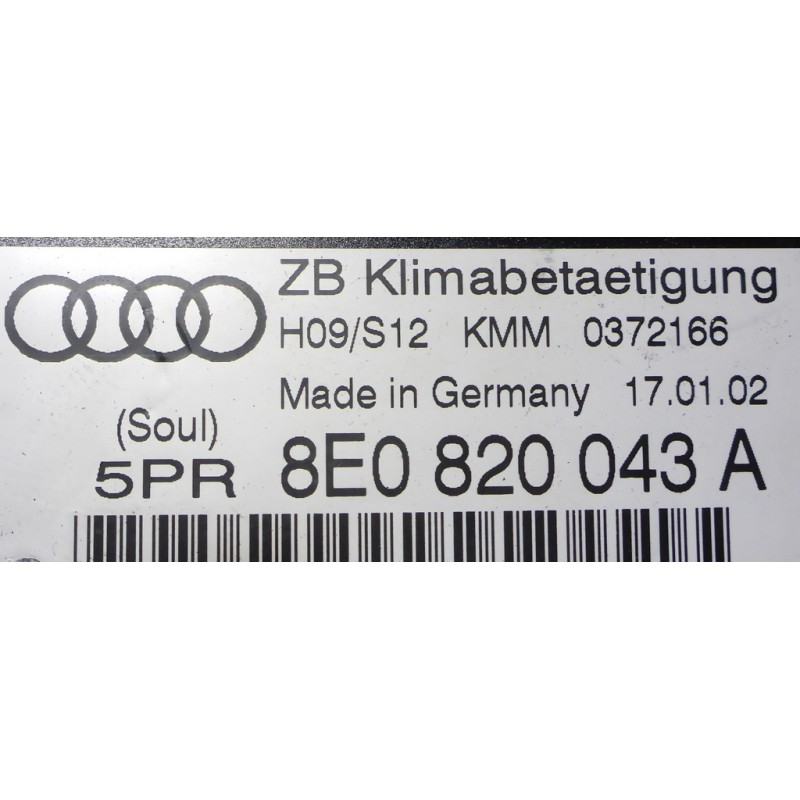 ZB Klimabetaetigung
H09/S12 KMM 0372166
Made in Germany 17.01.02
(Soul)
5PR 8E0 820 043 A